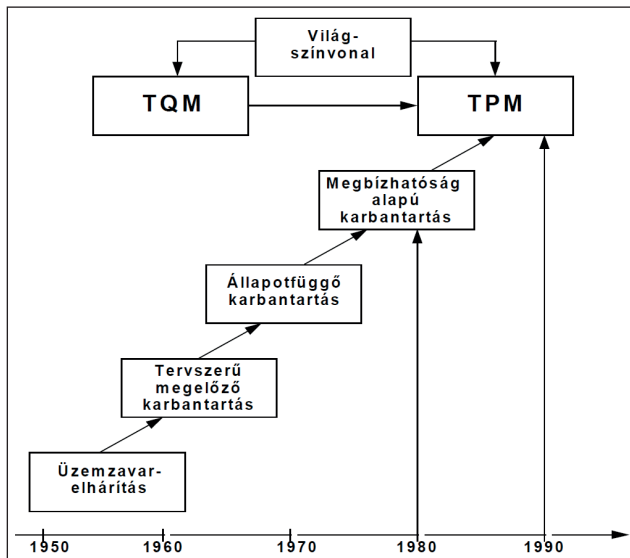 Világ-
színvonal
TQM
TPM
Megbízhatóság
alapú
karbantartás
Állapotfüggő
karbantartás
Tervszerű
megelőző
karbantartás
Üzemzavar-
elhárítás
1950 1960 1970 1980 1990